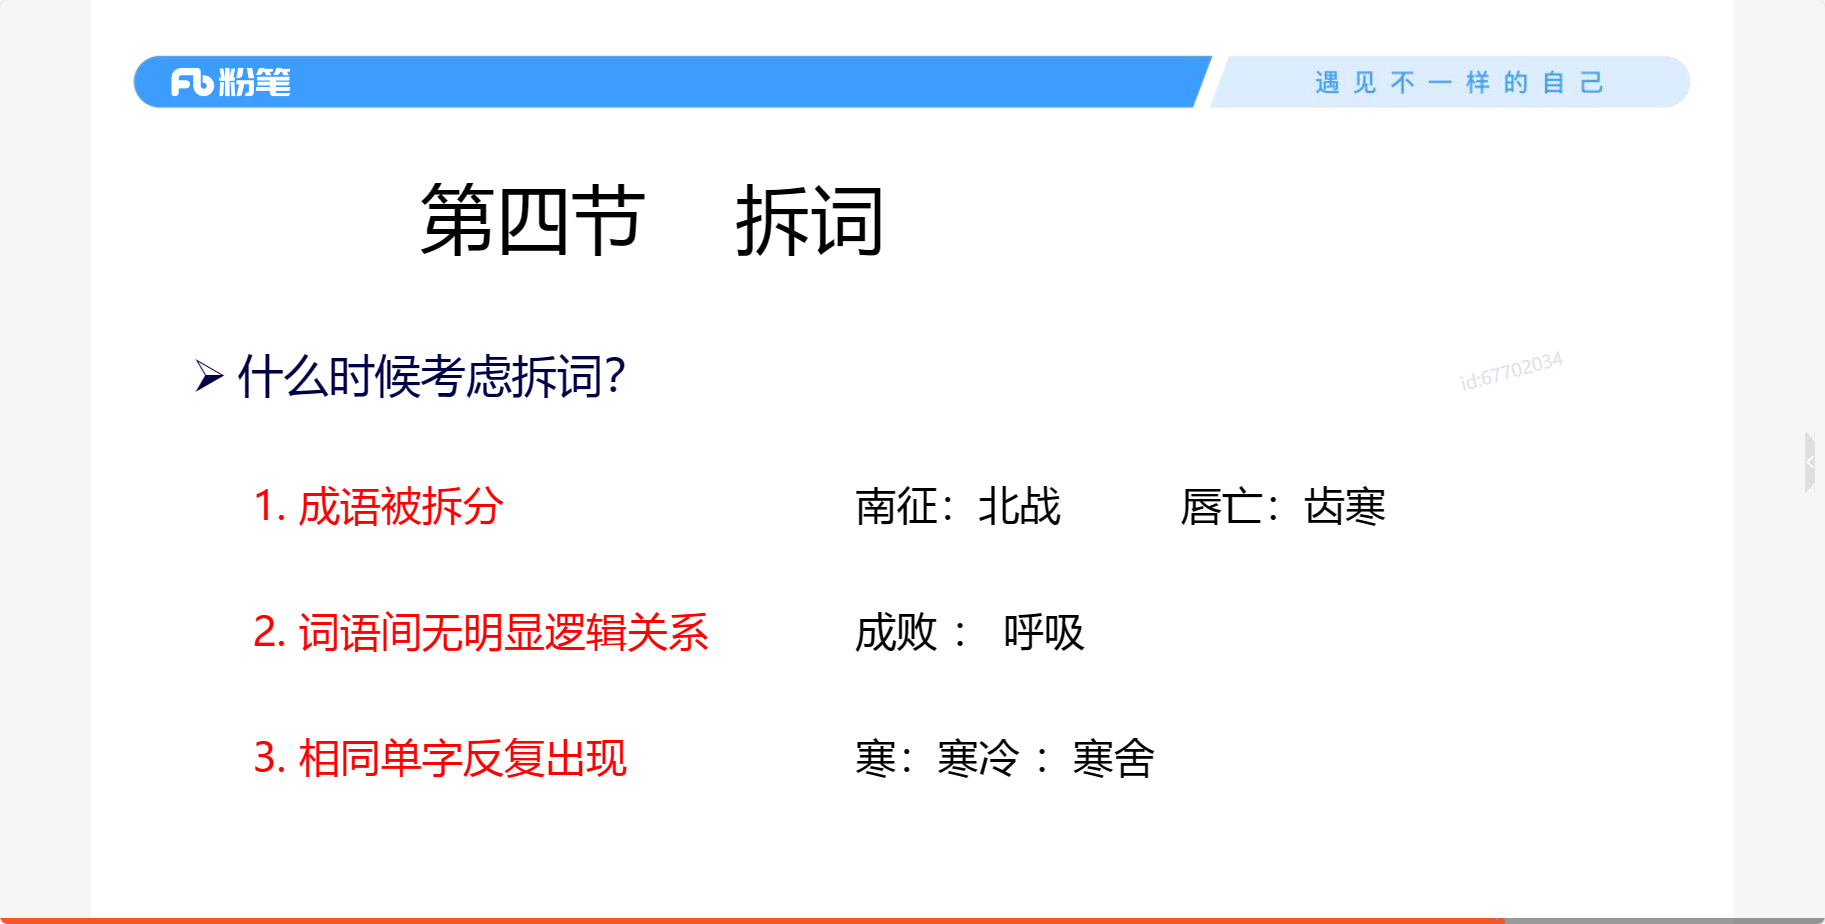 粉笔
遇见不一样的自己
第四节 拆词
什么时候考虑拆词?
1. 成语被拆分 南征：北战 唇亡：齿寒
2. 词语间无明显逻辑关系 成败 ： 呼吸
3. 相同单字反复出现 寒：寒冷 ：寒舍
id:67702034